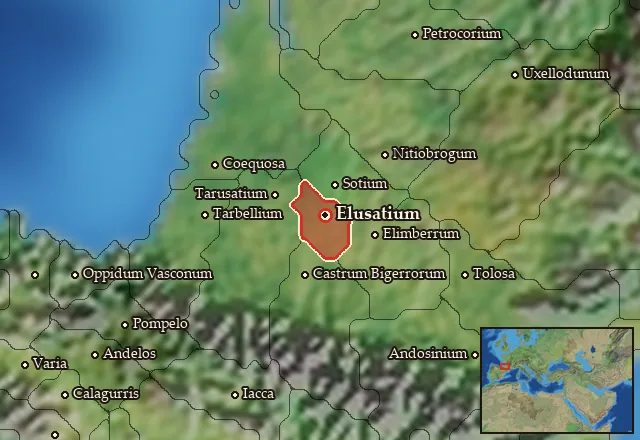 Petrocorium
Uxellodunum
Nitiobrogum
Coequosa
Sotium
Tarusatium
Tarbellium
Elusatium
Elimberrum
Oppidum Vasconum
Castrum Bigerrorum
Tolosa
Pompelo
Andelos
Andosinium
Varia
Calagurris
Iacca